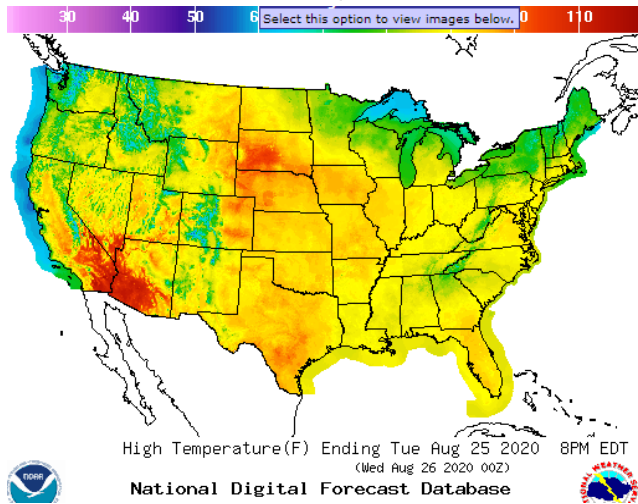 30 40 50 6 Select this option to view images below. 110
High Temperature(F) Ending Tue Aug 25 2020 8PM EDT
(Wed Aug 26 2020 00Z)
National Digital Forecast Database
NOAA